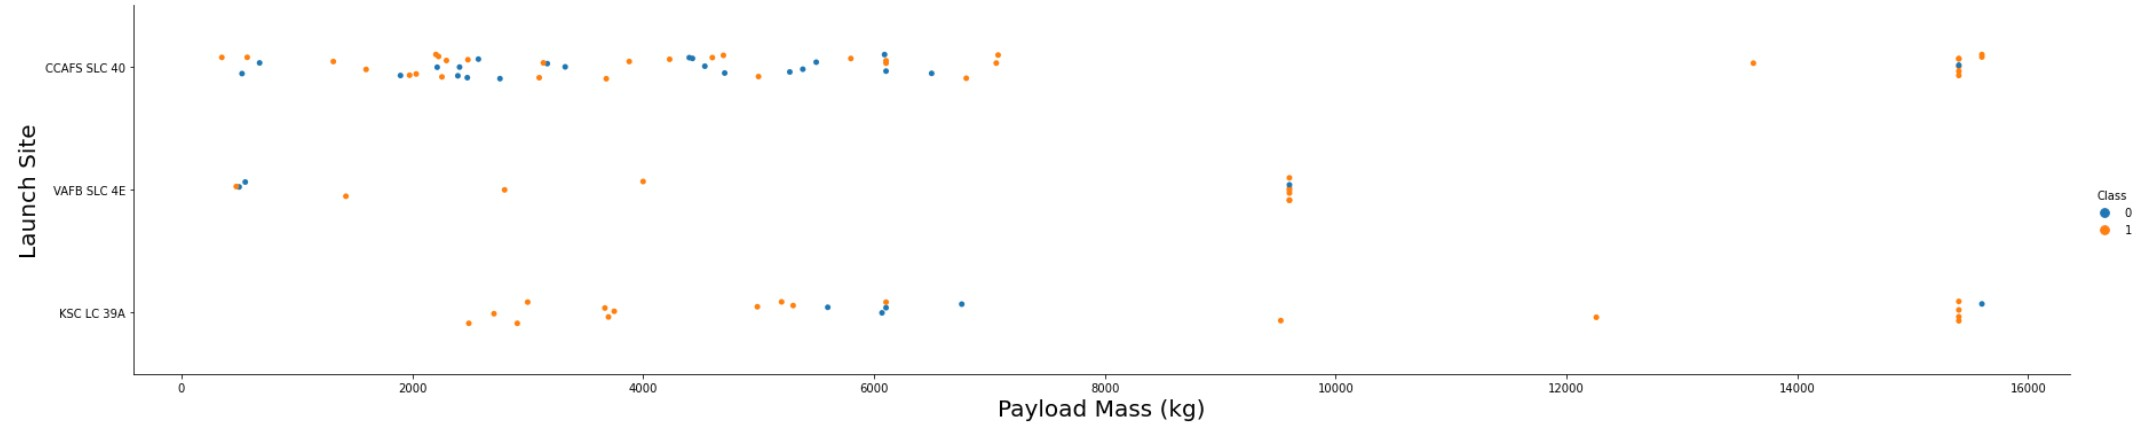 Launch Site
CCAFS SLC 40
VAFB SLC 4E
KSC LC 39A
0 2000 4000 6000 8000 10000 12000 14000 16000
Payload Mass (kg)
Class
0
1